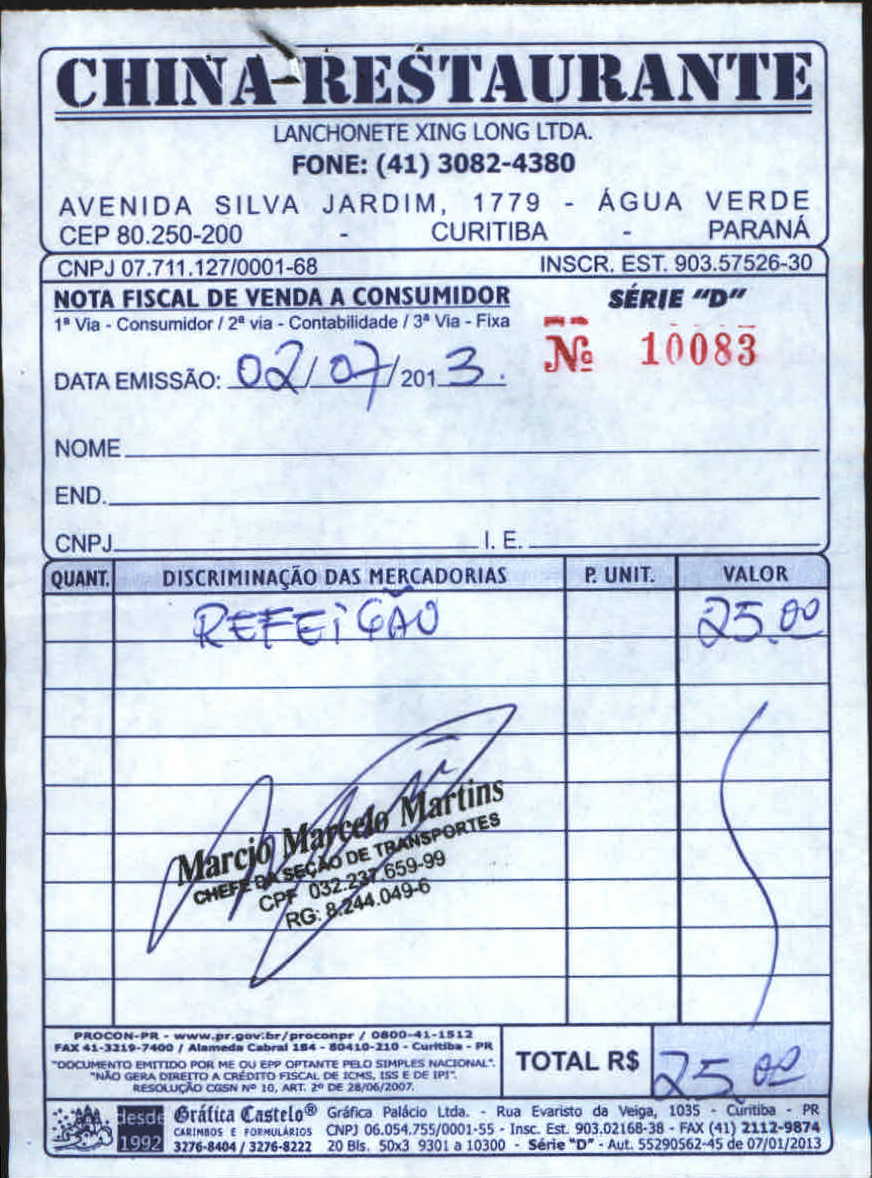 CHINA-RESTAURANTE
LANCHONETE XING LONG LTDA.
FONE: (41) 3082-4380
AVENIDA SILVA JARDIM, 1779 - ÁGUA VERDE
CEP 80.250-200 - CURITIBA - PARANÁ
CNPJ 07.711.127/0001-68 INSCR. EST. 903.57526-30
NOTA FISCAL DE VENDA A CONSUMIDOR SÉRIE "D"
1ª Via - Consumidor / 2ª via - Contabilidade / 3ª Via - Fixa
Nº 10083
DATA EMISSÃO: 02/07/2013
NOME
END.
CNPJ I. E.
QUANT. DISCRIMINAÇÃO DAS MERCADORIAS P. UNIT. VALOR
REFEIÇÃO 25.00
Marcio Marcelo Martins
CHEFE DA SEÇÃO DE TRANSPORTES
CPF 032.237.659-99
RG: 8.244.049-6
PROCON-PR - www.pr.gov.br/proconpr / 0800-41-1512
FAX 41-3219-7400 / Alameda Cabral 184 - 80410-210 - Curitiba - PR
"DOCUMENTO EMITIDO POR ME OU EPP OPTANTE PELO SIMPLES NACIONAL".
"NÃO GERA DIREITO A CRÉDITO FISCAL DE ICMS, ISS E DE IPI".
RESOLUÇÃO CGSN Nº 10, ART. 2º DE 28/06/2007.
TOTAL R$ 25.00
desde 1992
Gráfica Castelo®
CARIMBOS E FORMULÁRIOS
3276-8404 / 3276-8222
Gráfica Palácio Ltda. - Rua Evaristo da Veiga, 1035 - Curitiba - PR
CNPJ 06.054.755/0001-55 - Insc. Est. 903.02168-38 - FAX (41) 2112-9874
20 Bls. 50x3 9301 a 10300 - Série "D" - Aut. 55290562-45 de 07/01/2013